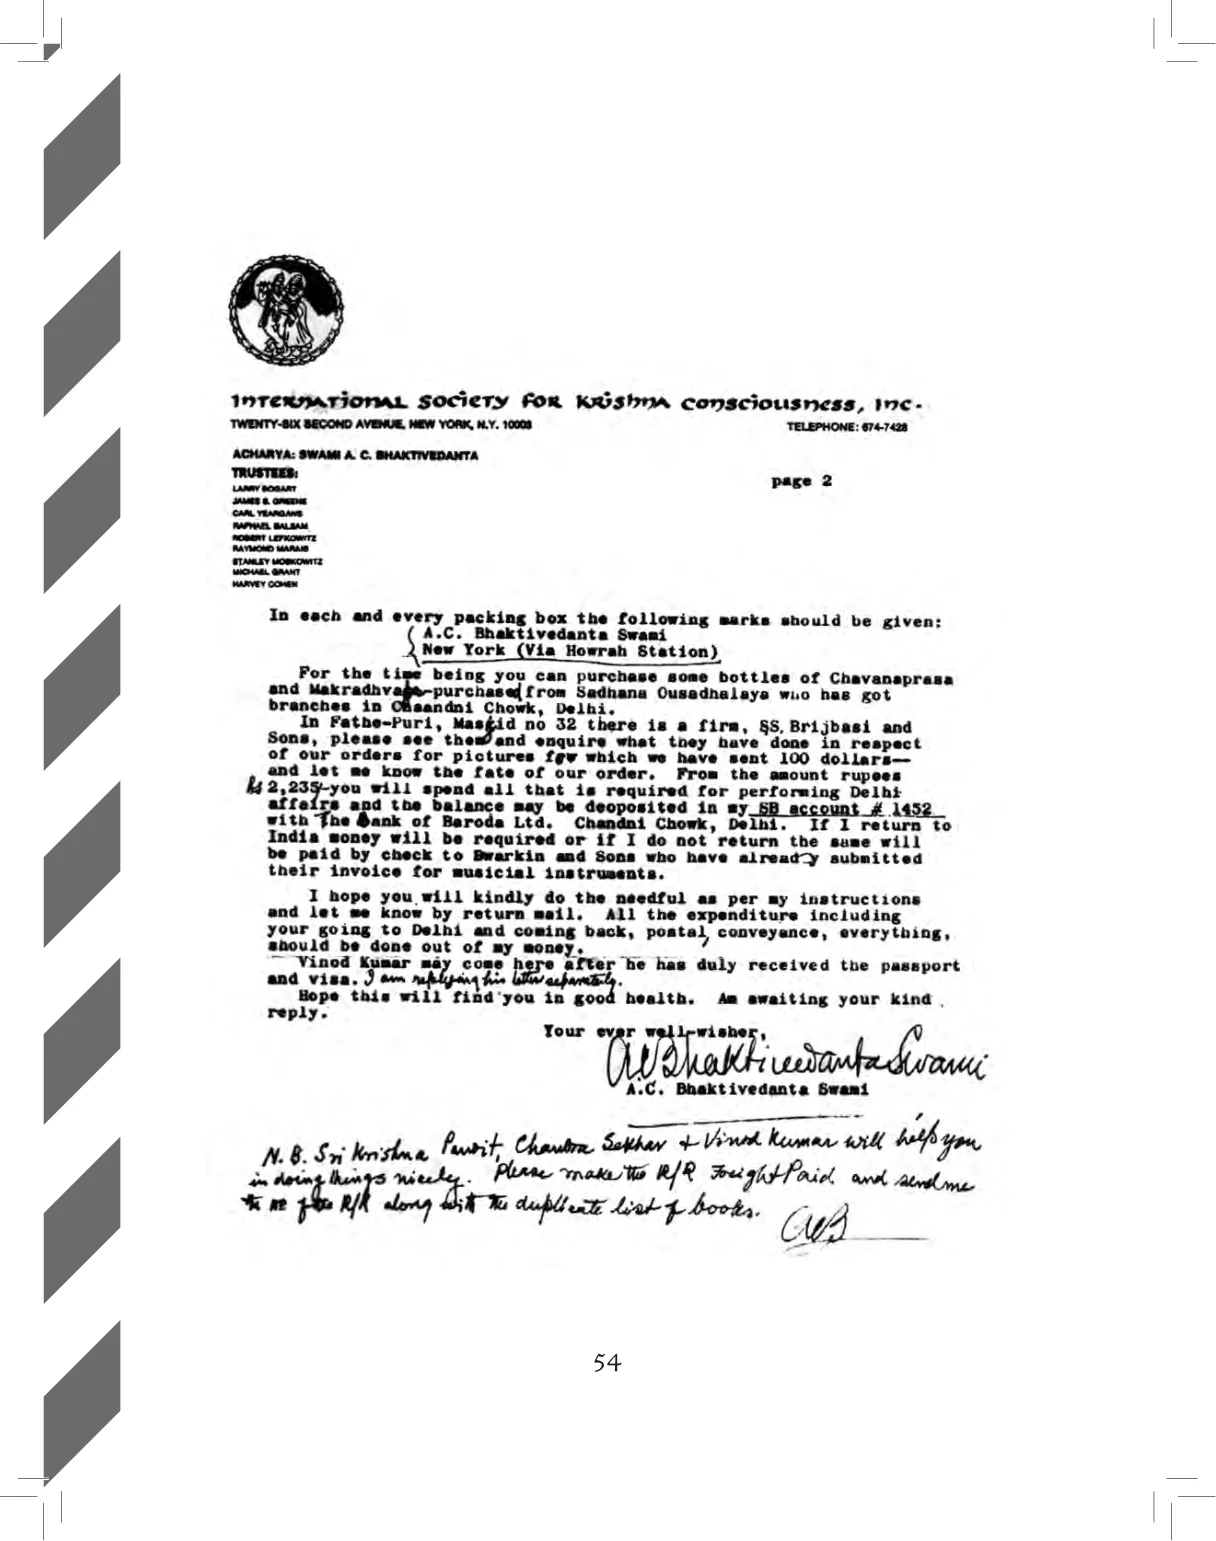 INTERNATIONAL SOCIETY FOR KRISHNA CONSCIOUSNESS, INC.
TWENTY-SIX SECOND AVENUE, NEW YORK, N.Y. 10003
TELEPHONE: 674-7428
ACHARYA: SWAMI A. C. BHAKTIVEDANTA
TRUSTEES:
page 2
LARRY BOGART
JAMES S. GREENE
CARL YEARGANS
RAPHAEL BALSAM
ROBERT LEFKOWITZ
RAYMOND MARAIS
STANLEY MOSKOWITZ
MICHAEL GRANT
HARVEY COHEN
In each and every packing box the following marks should be given:
A.C. Bhaktivedanta Swami
New York (Via Howrah Station)
For the time being you can purchase some bottles of Chavanaprasa
and Makradhvaja-purchased from Sadhana Ousadhalaya who has got
branches in Chaandni Chowk, Delhi.
In Fathe-Puri, Masjid no 32 there is a firm, SS. Brijbasi and
Sons, please see them and enquire what they have done in respect
of our orders for pictures for which we have sent 100 dollars—
and let me know the fate of our order. From the amount rupees
Rs 2,235/-you will spend all that is required for performing Delhi
affairs and the balance may be deoposited in my SB account # 1452
with The Bank of Baroda Ltd. Chandni Chowk, Delhi. If I return to
India money will be required or if I do not return the same will
be paid by check to Dwarkin and Sons who have already submitted
their invoice for musicial instruments.
I hope you will kindly do the needful as per my instructions
and let me know by return mail. All the expenditure including
your going to Delhi and coming back, postal, conveyance, everything,
should be done out of my money.
Vinod Kumar may come here after he has duly received the passport
and visa. I am replying his letter separately.
Hope this will find you in good health. Am awaiting your kind
reply.
Your ever well-wisher,
A.C. Bhaktivedanta Swami
A.C. Bhaktivedanta Swami
N.B. Sri Krishna Pandit, Chandra Sekhar + Vinod Kumar will help you
in doing things nicely. Please make the R/R Freight Paid and send me
the R/R along with the duplicate list of books.
ACB
54